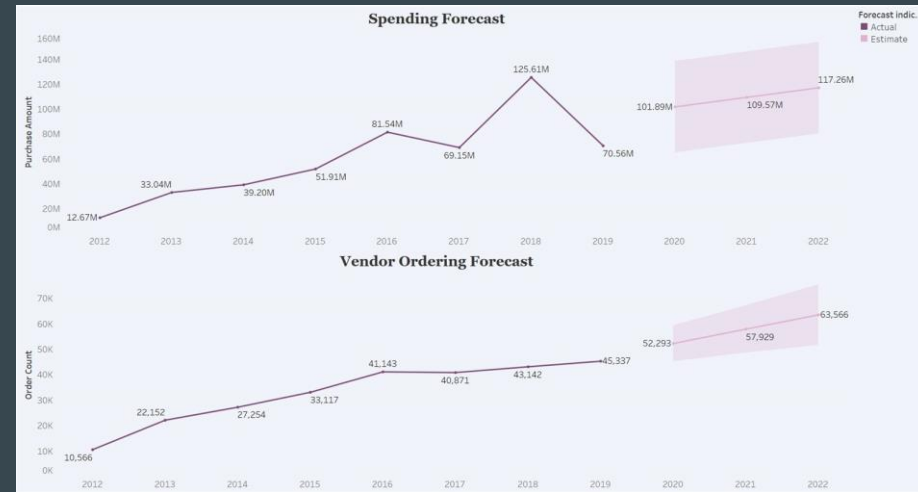 Spending Forecast
Forecast indic..
Actual
Estimate
Purchase Amount
160M
140M
120M
100M
80M
60M
40M
20M
0M
12.67M
33.04M
39.20M
51.91M
81.54M
69.15M
125.61M
70.56M
101.89M
109.57M
117.26M
2012 2013 2014 2015 2016 2017 2018 2019 2020 2021 2022
Vendor Ordering Forecast
Order Count
70K
60K
50K
40K
30K
20K
10K
0K
10,566
22,152
27,254
33,117
41,143
40,871
43,142
45,337
52,293
57,929
63,566
2012 2013 2014 2015 2016 2017 2018 2019 2020 2021 2022